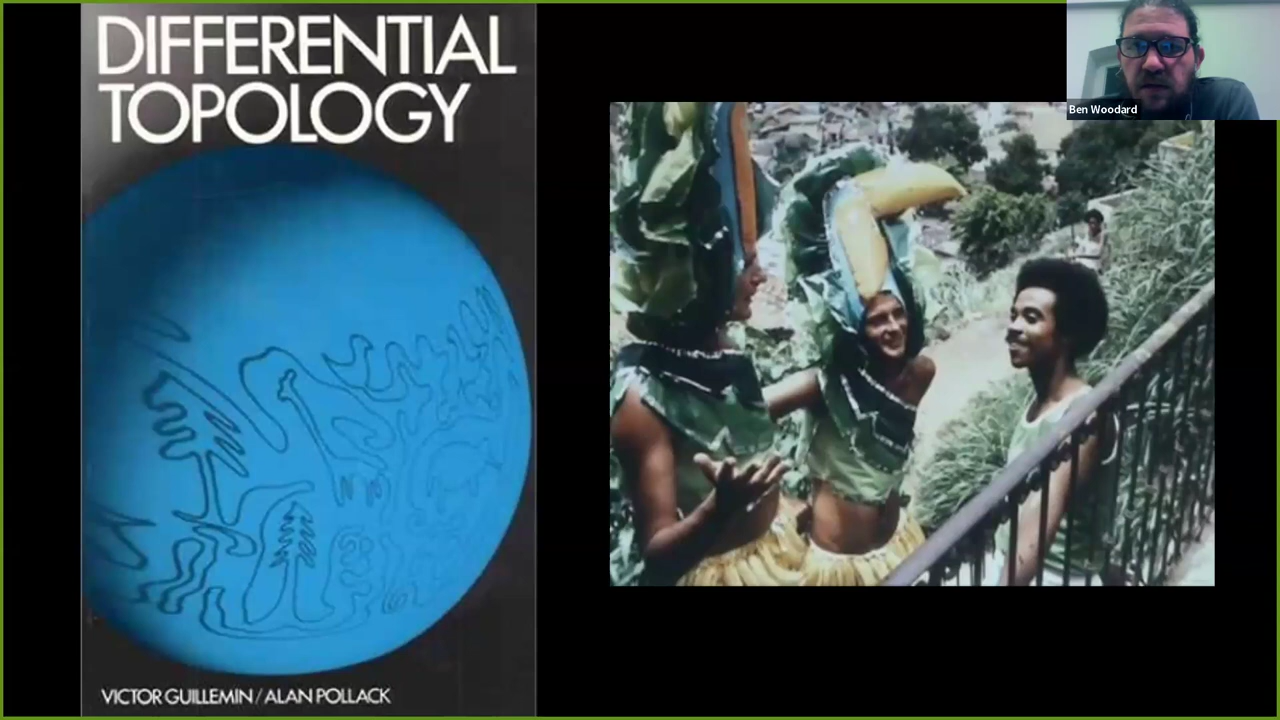 DIFFERENTIAL
TOPOLOGY
VICTOR GUILLEMIN / ALAN POLLACK
Ben Woodard